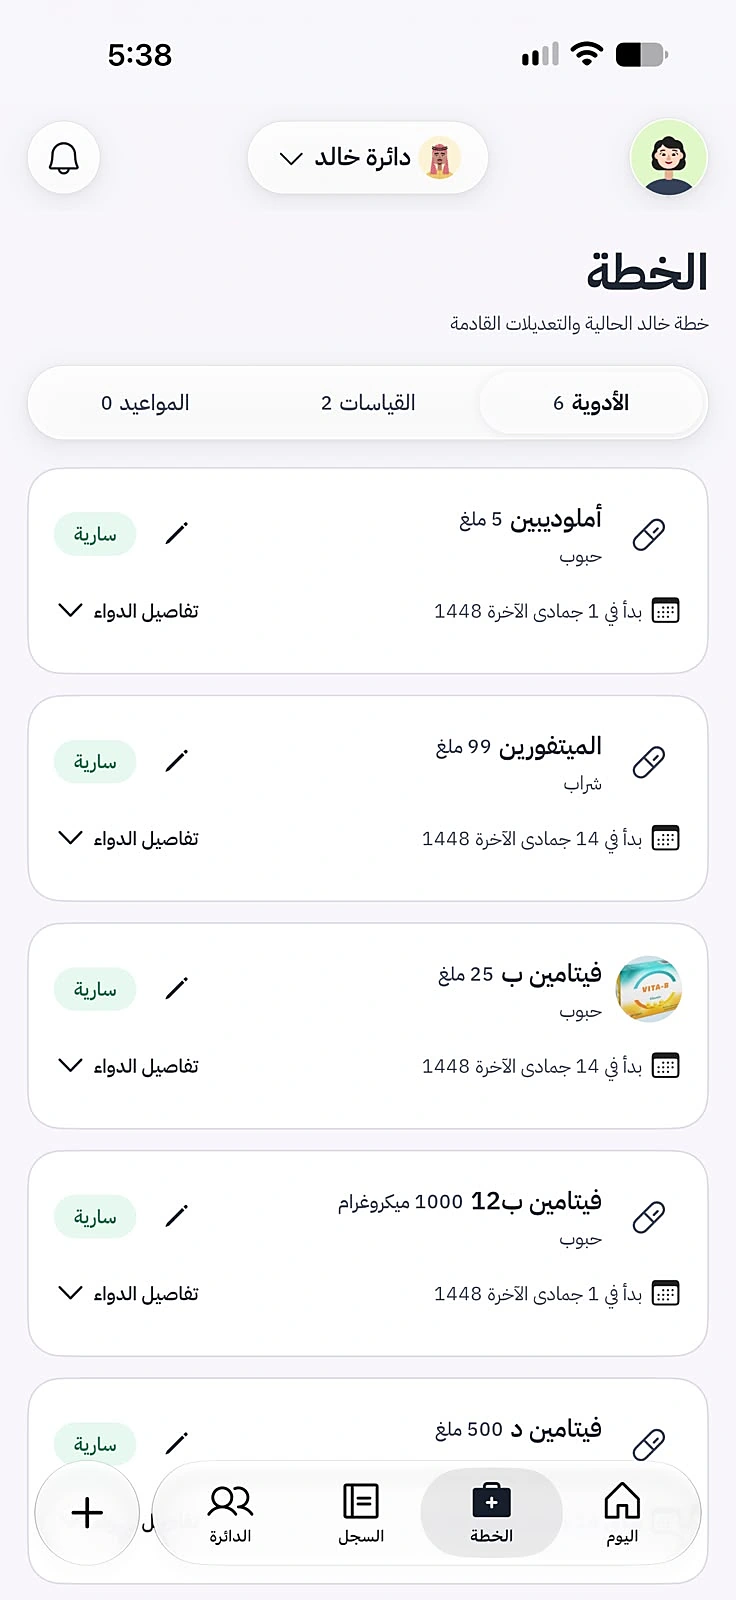 5:38
دائرة خالد
الخطة
خطة خالد الحالية والتعديلات القادمة
الأدوية 6
القياسات 2
المواعيد 0
أملوديبين 5 ملغ
سارية
حبوب
بدأ في 1 جمادى الآخرة 1448
تفاصيل الدواء
الميتفورين 99 ملغ
سارية
شراب
بدأ في 14 جمادى الآخرة 1448
تفاصيل الدواء
VITA-B
فيتامين ب 25 ملغ
سارية
حبوب
بدأ في 14 جمادى الآخرة 1448
تفاصيل الدواء
فيتامين ب12 1000 ميكروغرام
سارية
حبوب
بدأ في 1 جمادى الآخرة 1448
تفاصيل الدواء
فيتامين د 500 ملغ
سارية
اليوم
الخطة
السجل
الدائرة